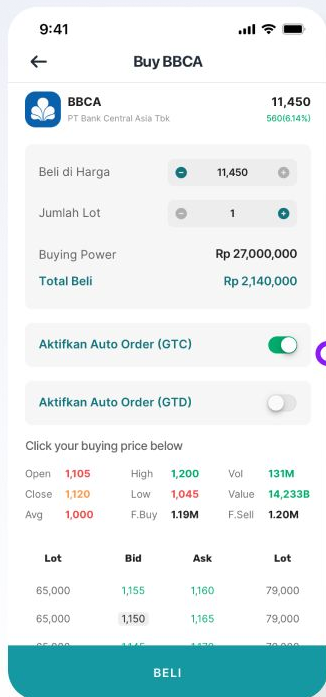 9:41
Buy BBCA
BBCA 11,450
PT Bank Central Asia Tbk 560(6.14%)
Beli di Harga 11,450
Jumlah Lot 1
Buying Power Rp 27,000,000
Total Beli Rp 2,140,000
Aktifkan Auto Order (GTC)
Aktifkan Auto Order (GTD)
Click your buying price below
Open 1,105 High 1,200 Vol 131M
Close 1,120 Low 1,045 Value 14,233B
Avg 1,000 F.Buy 1.19M F.Sell 1.20M
Lot Bid Ask Lot
65,000 1,155 1,160 79,000
65,000 1,150 1,165 79,000
BELI